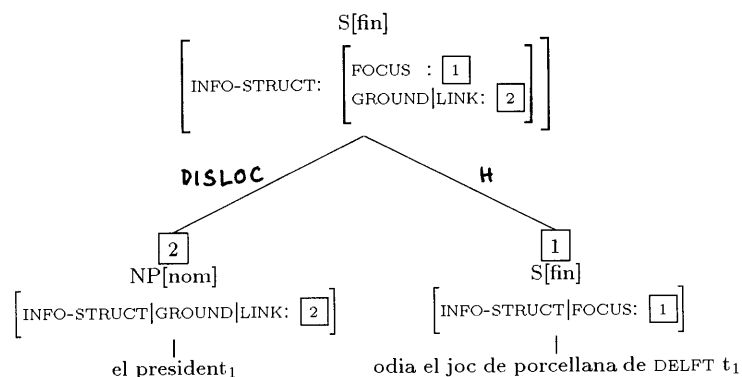 S[fin]
FOCUS : 1
INFO-STRUCT:
GROUND|LINK: 2
DISLOC H
2 1
NP[nom] S[fin]
[INFO-STRUCT|GROUND|LINK: 2] [INFO-STRUCT|FOCUS: 1]
el president₁ odia el joc de porcellana de DELFT t₁